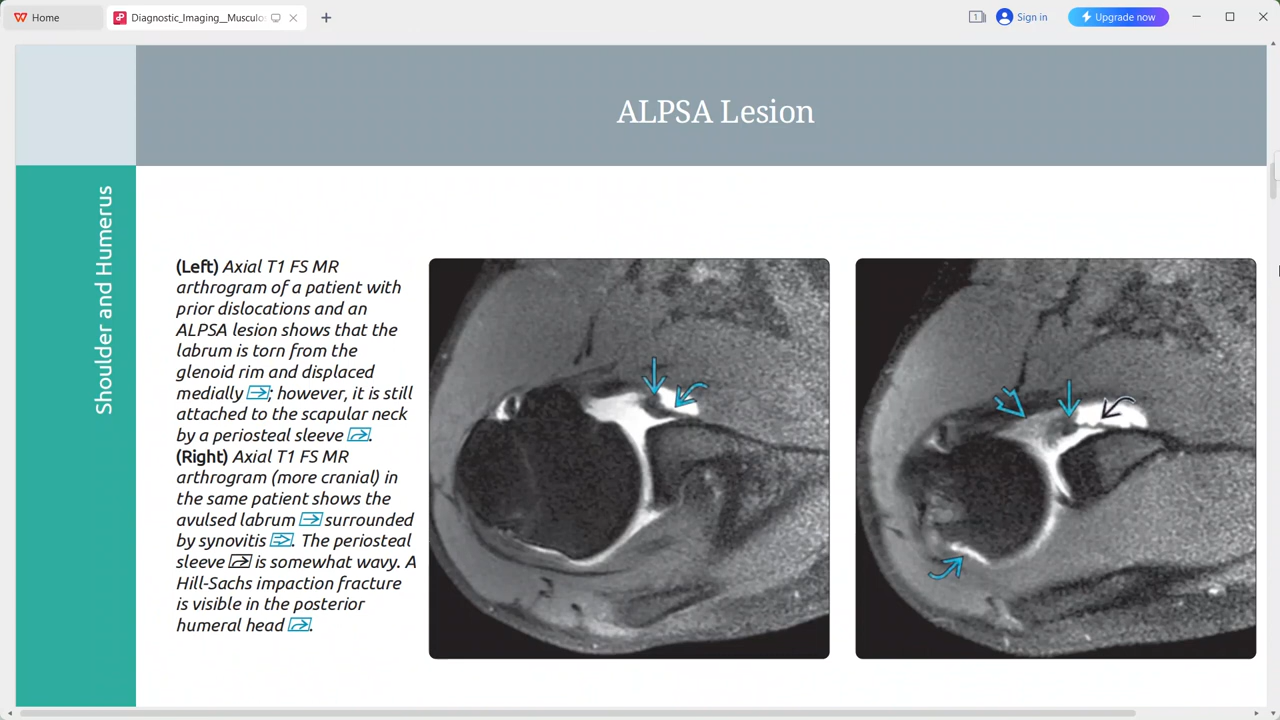 Home
Diagnostic_Imaging__Musculos
1
Sign in
Upgrade now
ALPSA Lesion
Shoulder and Humerus
(Left) Axial T1 FS MR
arthrogram of a patient with
prior dislocations and an
ALPSA lesion shows that the
labrum is torn from the
glenoid rim and displaced
medially ; however, it is still
attached to the scapular neck
by a periosteal sleeve .
(Right) Axial T1 FS MR
arthrogram (more cranial) in
the same patient shows the
avulsed labrum surrounded
by synovitis . The periosteal
sleeve is somewhat wavy. A
Hill-Sachs impaction fracture
is visible in the posterior
humeral head .